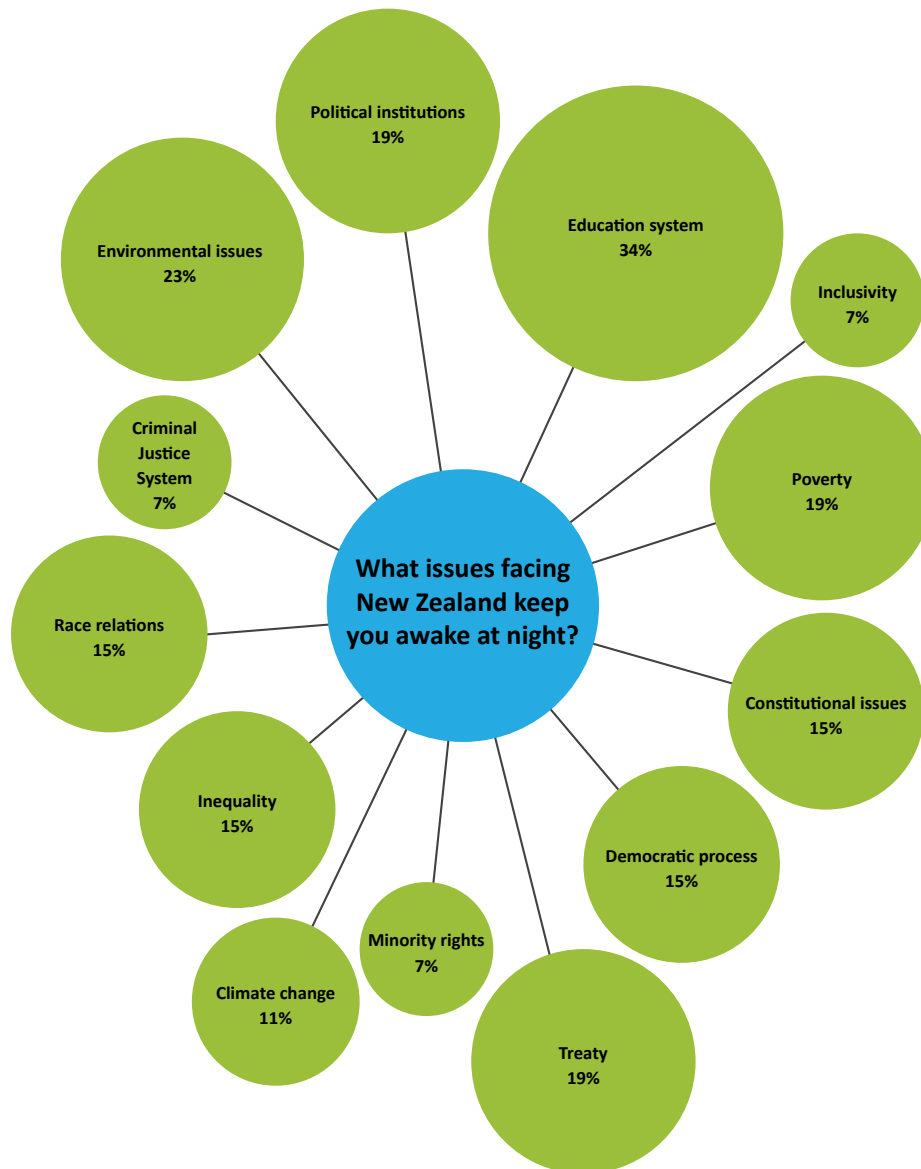 Political institutions
19%
Education system
34%
Environmental issues
23%
Inclusivity
7%
Criminal
Justice
System
7%
Poverty
19%
What issues facing
New Zealand keep
you awake at night?
Race relations
15%
Constitutional issues
15%
Inequality
15%
Democratic process
15%
Minority rights
7%
Climate change
11%
Treaty
19%